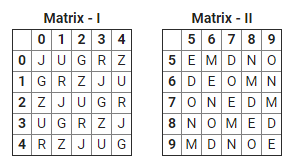 Matrix - I Matrix - II
0 1 2 3 4 5 6 7 8 9
0 J U G R Z 5 E M D N O
1 G R Z J U 6 D E O M N
2 Z J U G R 7 O N E D M
3 U G R Z J 8 N O M E D
4 R Z J U G 9 M D N O E